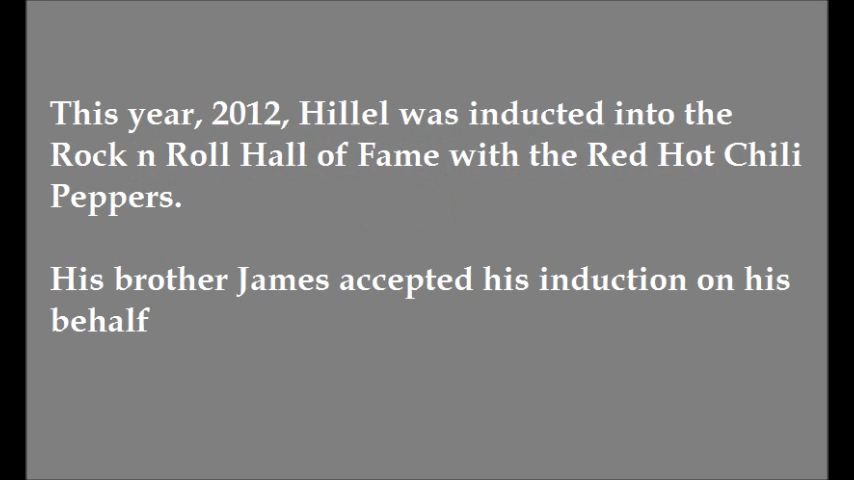 This year, 2012, Hillel was inducted into the
Rock n Roll Hall of Fame with the Red Hot Chili
Peppers.
His brother James accepted his induction on his
behalf